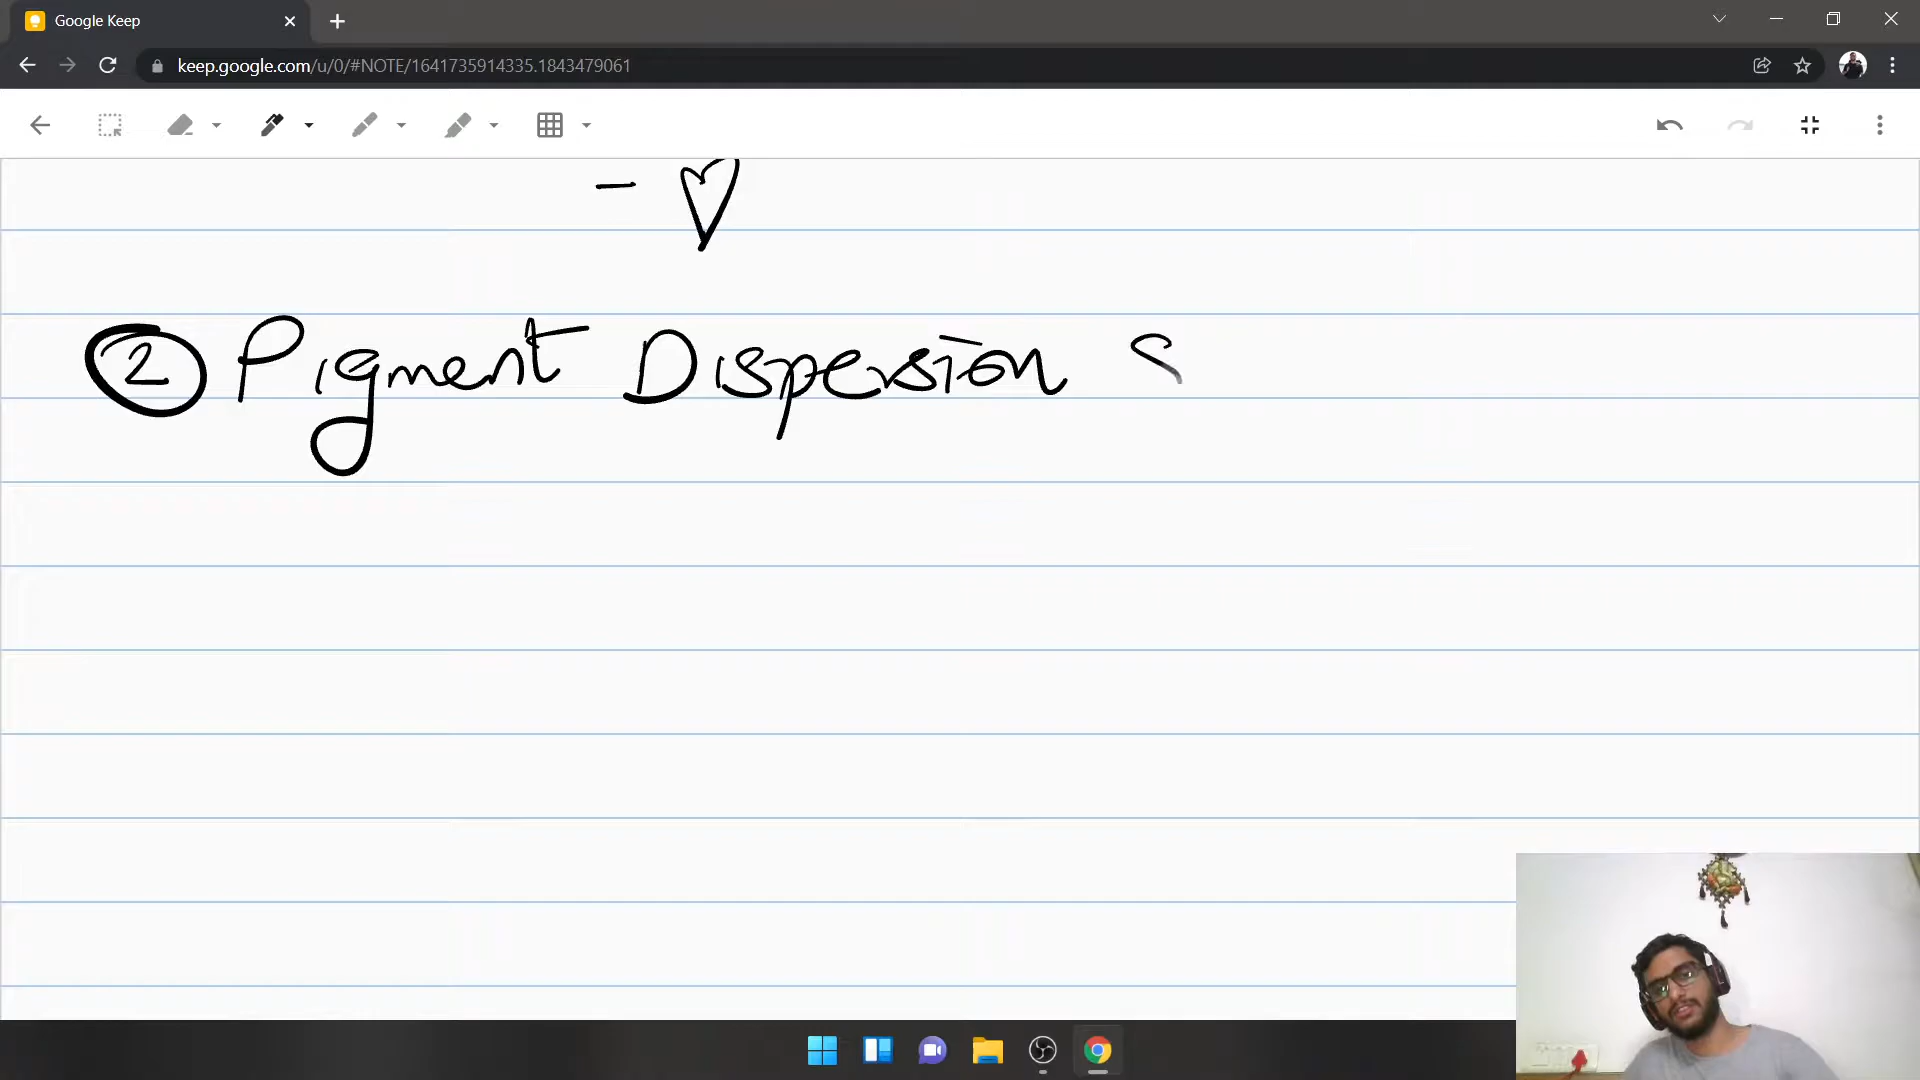 Google Keep
keep.google.com/u/0/#NOTE/1641735914335.1843479061
- ♡
② Pigment Dispersion S